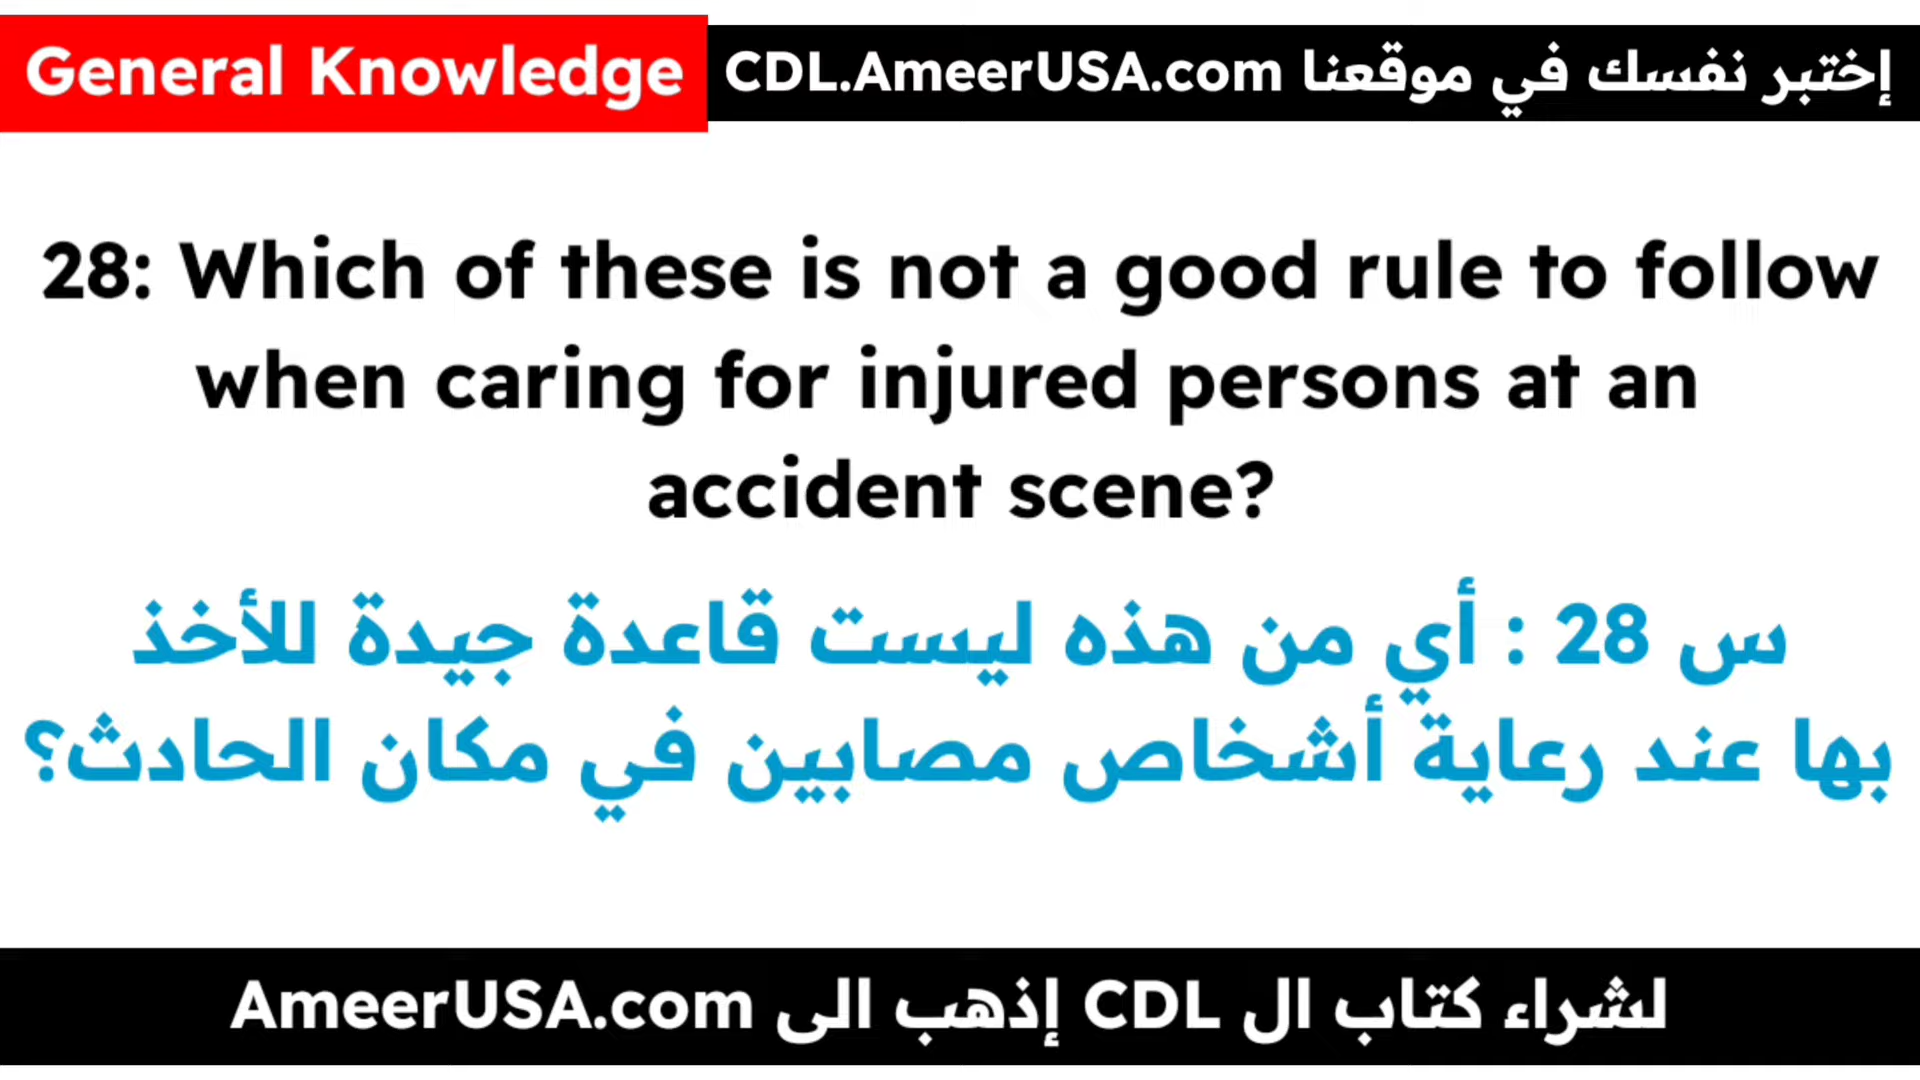 General Knowledge
CDL.AmeerUSA.com إختبر نفسك في موقعنا
28: Which of these is not a good rule to follow
when caring for injured persons at an
accident scene?
س 28 : أي من هذه ليست قاعدة جيدة للأخذ
بها عند رعاية أشخاص مصابين في مكان الحادث؟
لشراء كتاب ال CDL إذهب الى AmeerUSA.com